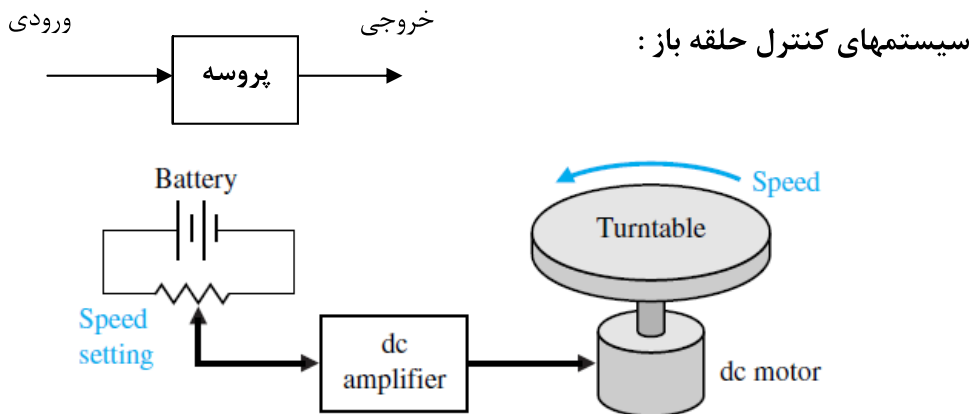 سیستمهای کنترل حلقه باز :
ورودی
پروسه
خروجی
Battery
Speed
setting
dc
amplifier
Speed
Turntable
dc motor